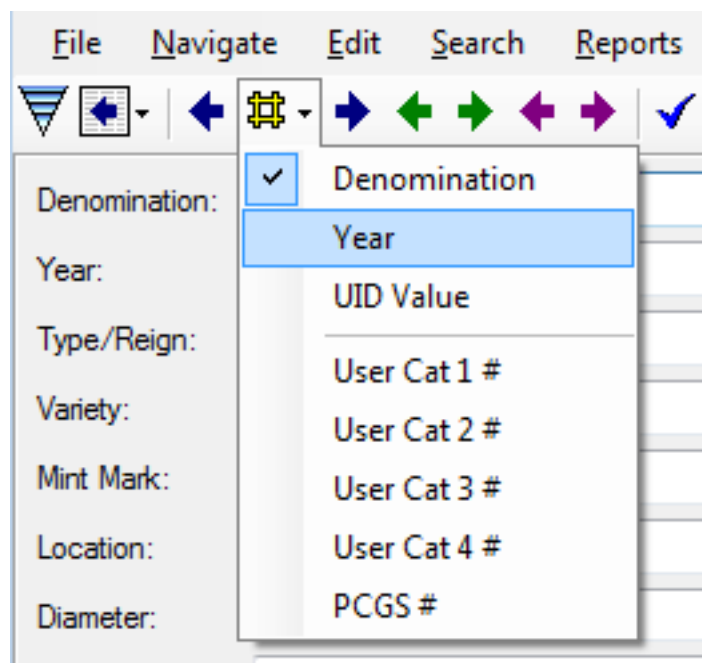 File Navigate Edit Search Reports
Denomination:
Year:
Type/Reign:
Variety:
Mint Mark:
Location:
Diameter:
Denomination
Year
UID Value
User Cat 1 #
User Cat 2 #
User Cat 3 #
User Cat 4 #
PCGS #